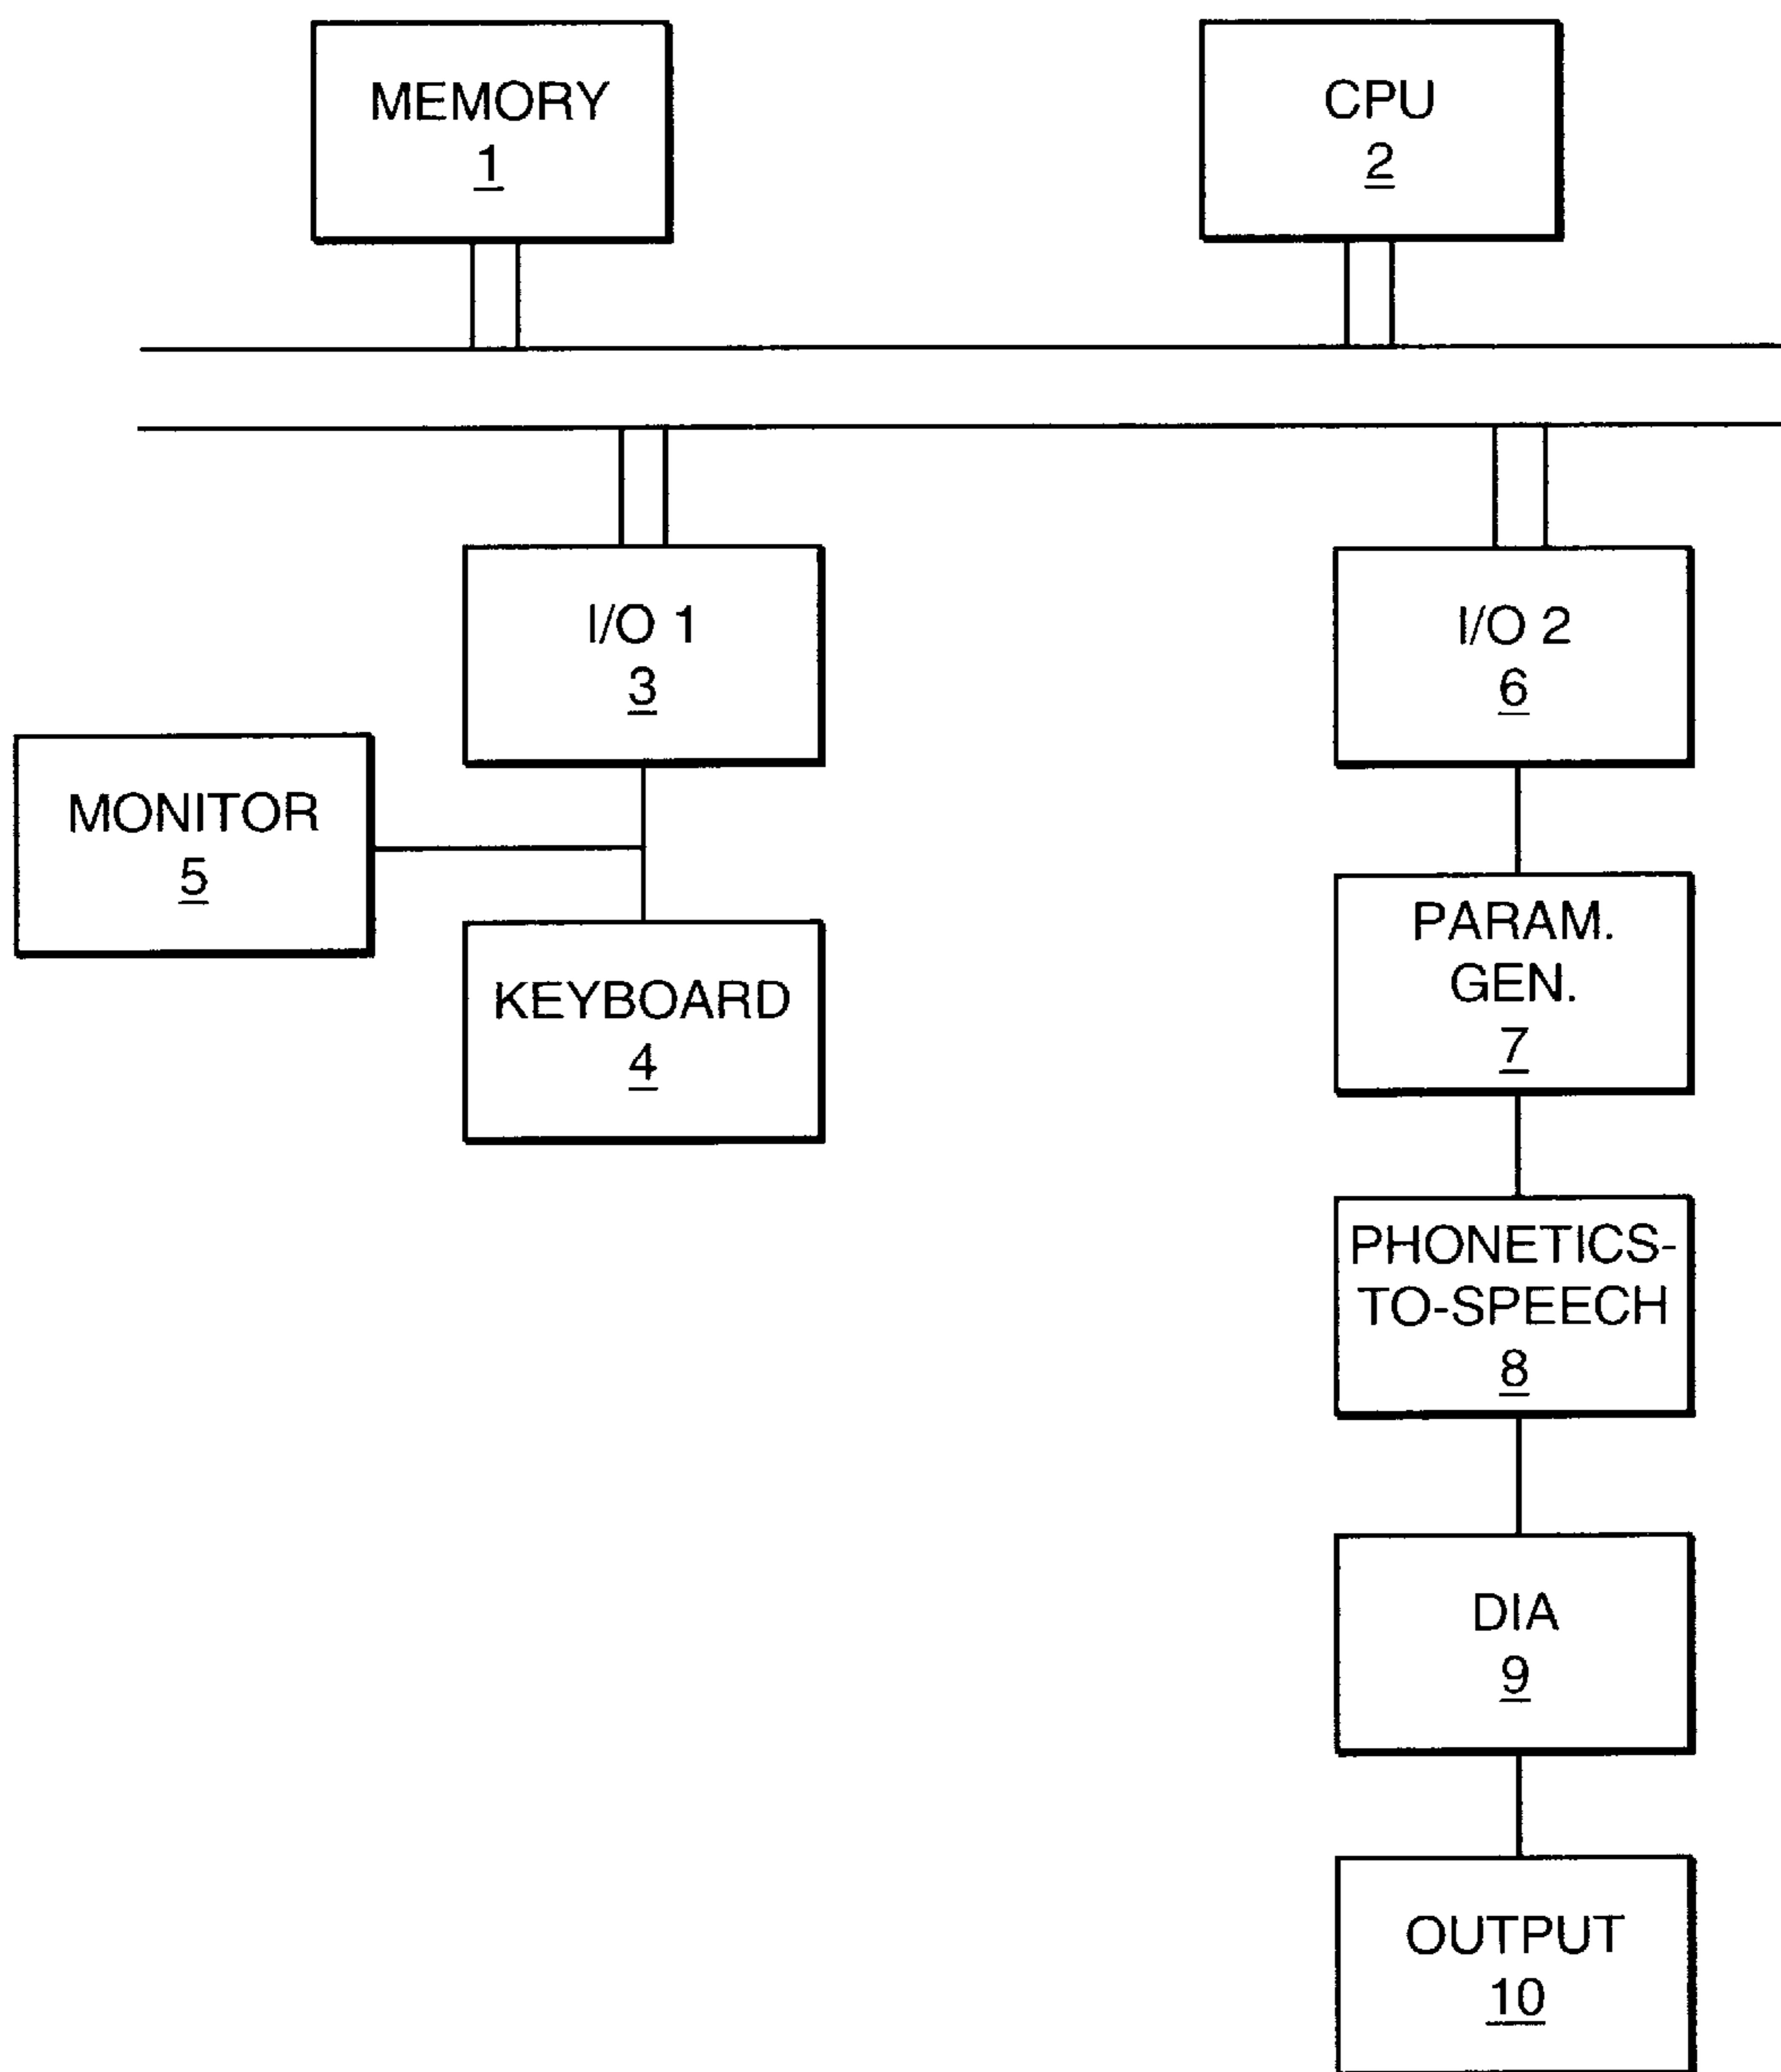 MEMORY
1
CPU
2
I/O 1
3
I/O 2
6
MONITOR
5
KEYBOARD
4
PARAM.
GEN.
7
PHONETICS-
TO-SPEECH
8
DIA
9
OUTPUT
10